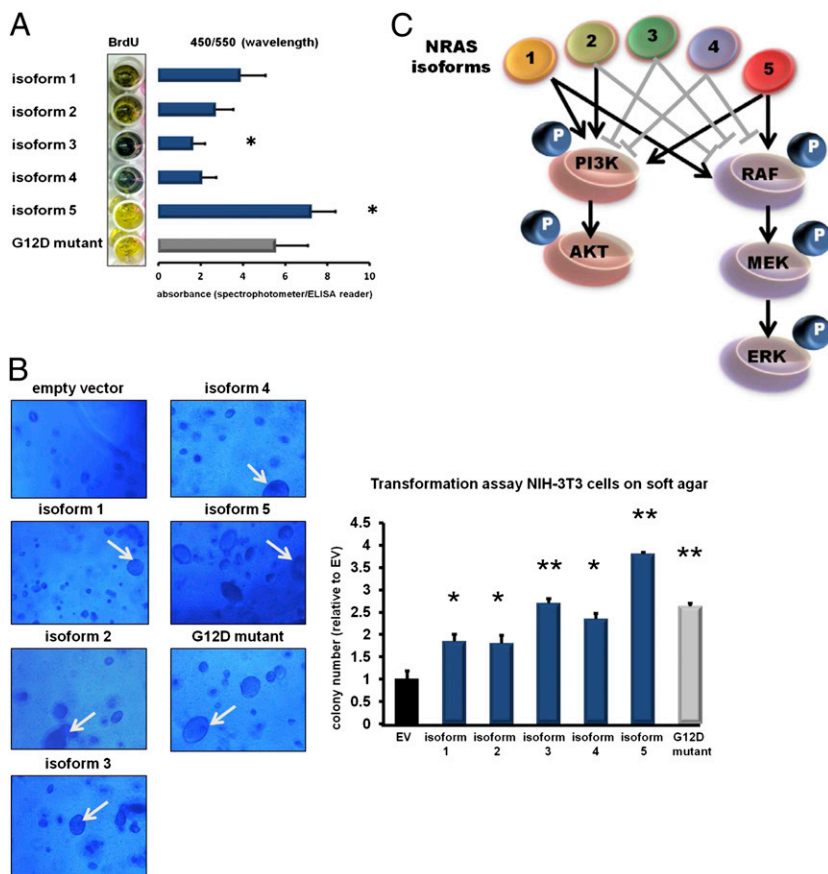 A
BrdU 450/550 (wavelength)
isoform 1
isoform 2
isoform 3 *
isoform 4
isoform 5 *
G12D mutant
0 2 4 6 8 10
absorbance (spectrophotometer/ELISA reader)
C
NRAS
isoforms
1 2 3 4 5
P
PI3K
P
RAF
P
AKT
P
MEK
P
ERK
B
empty vector isoform 4
isoform 1 isoform 5
isoform 2 G12D mutant
isoform 3
Transformation assay NIH-3T3 cells on soft agar
colony number (relative to EV)
4.5
4
3.5
3
2.5
2
1.5
1
0.5
0
* * ** * ** **
EV isoform isoform isoform isoform isoform G12D
1 2 3 4 5 mutant